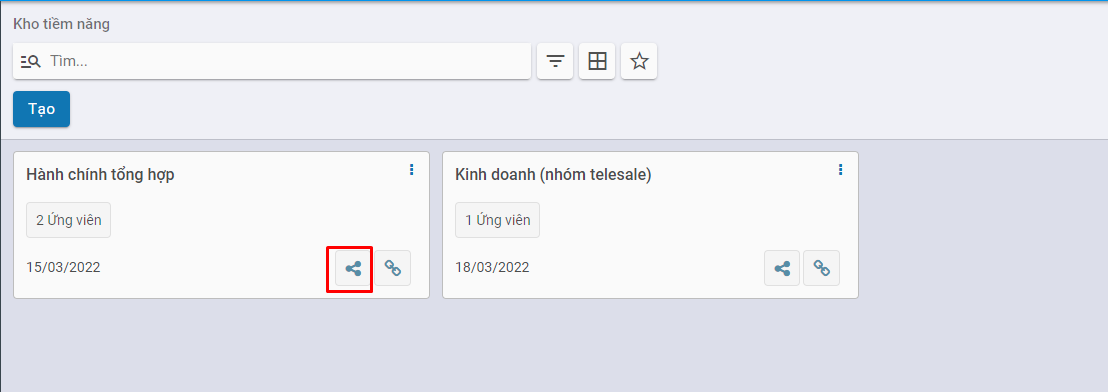 Kho tiềm năng
Tìm...
Tạo
Hành chính tổng hợp
2 Ứng viên
15/03/2022
Kinh doanh (nhóm telesale)
1 Ứng viên
18/03/2022